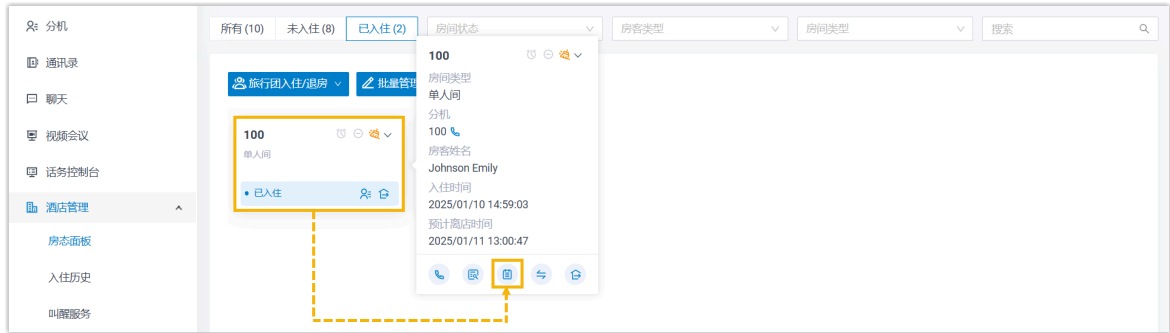 分机
通讯录
聊天
视频会议
话务控制台
酒店管理
房态面板
入住历史
叫醒服务
所有 (10) 未入住 (8) 已入住 (2) 房间状态 房客类型 房间类型 搜索
旅行团入住/退房 批量管理
100
单人间
已入住
100
房间类型
单人间
分机
100
房客姓名
Johnson Emily
入住时间
2025/01/10 14:59:03
预计离店时间
2025/01/11 13:00:47